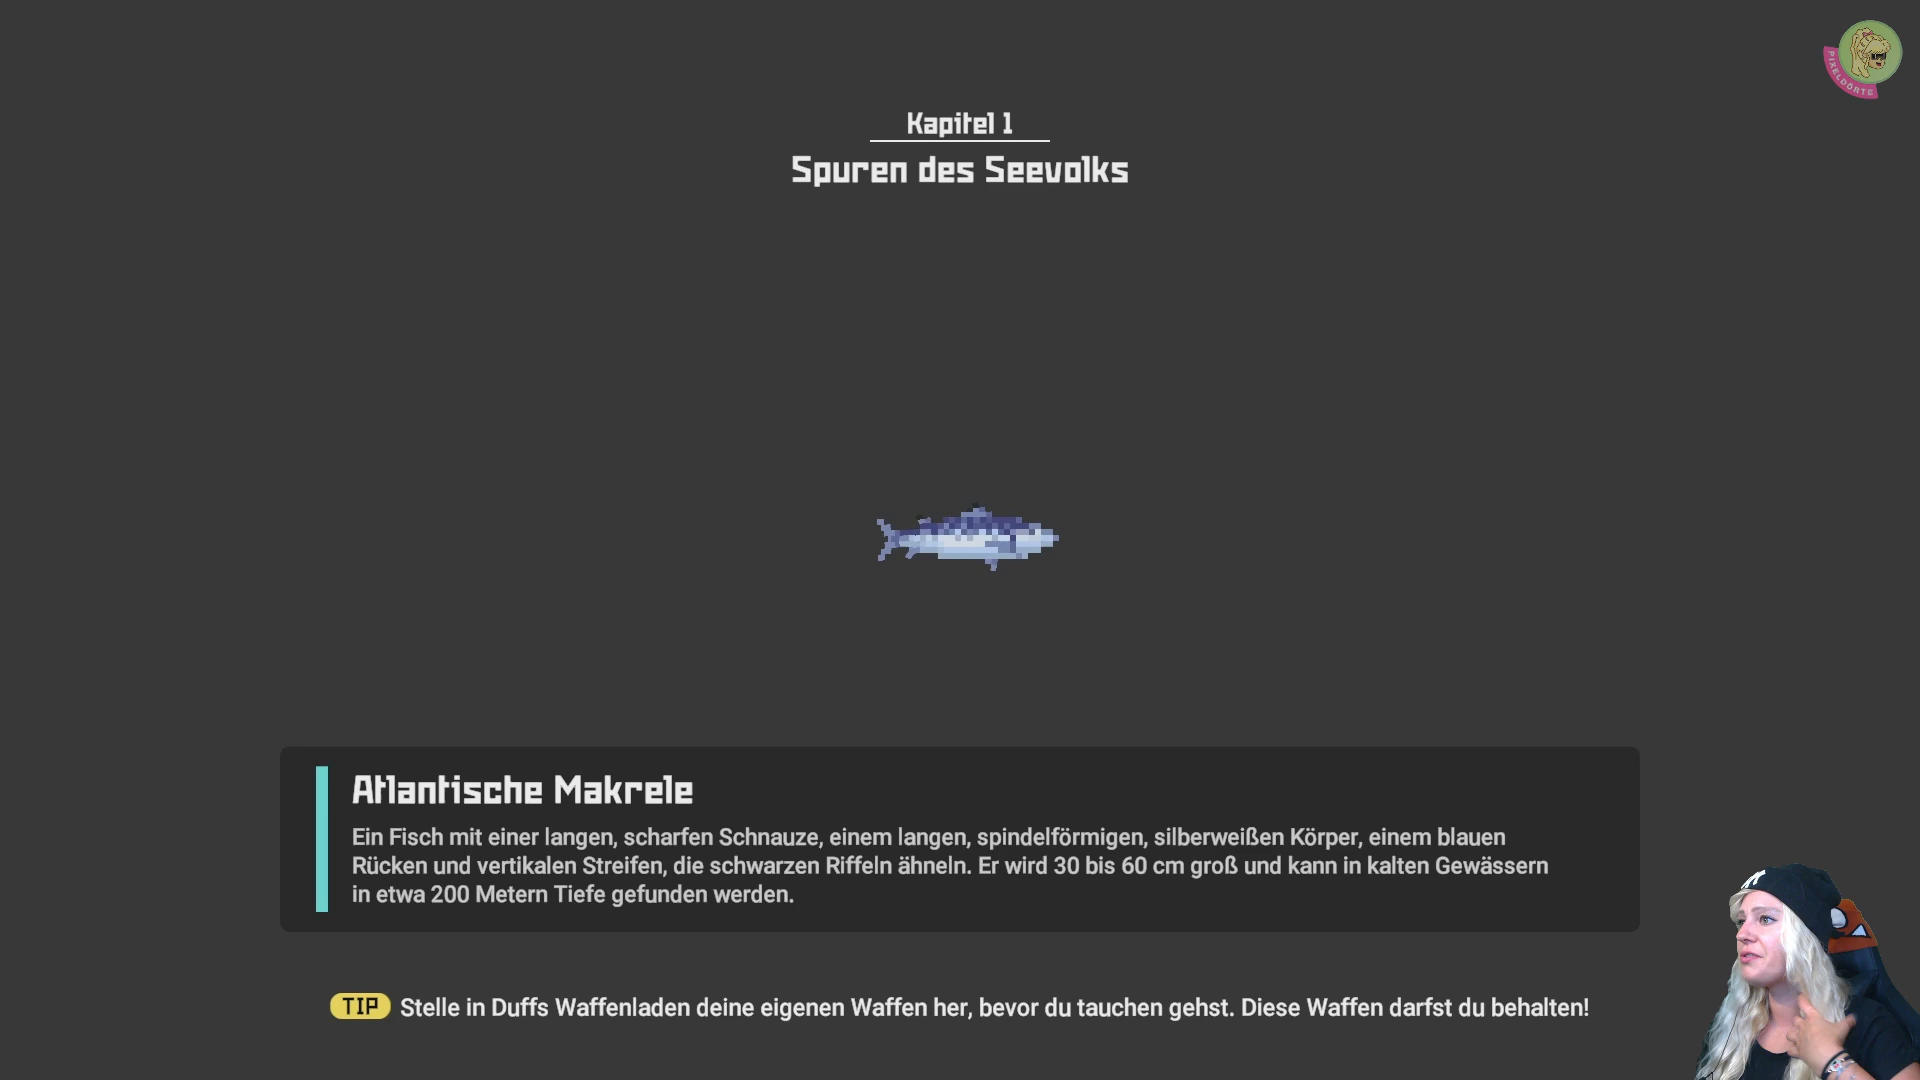 PIXELDÖRTE
Kapitel 1
Spuren des Seevolks
Atlantische Makrele
Ein Fisch mit einer langen, scharfen Schnauze, einem langen, spindelförmigen, silberweißen Körper, einem blauen
Rücken und vertikalen Streifen, die schwarzen Riffeln ähneln. Er wird 30 bis 60 cm groß und kann in kalten Gewässern
in etwa 200 Metern Tiefe gefunden werden.
TIP Stelle in Duffs Waffenladen deine eigenen Waffen her, bevor du tauchen gehst. Diese Waffen darfst du behalten!